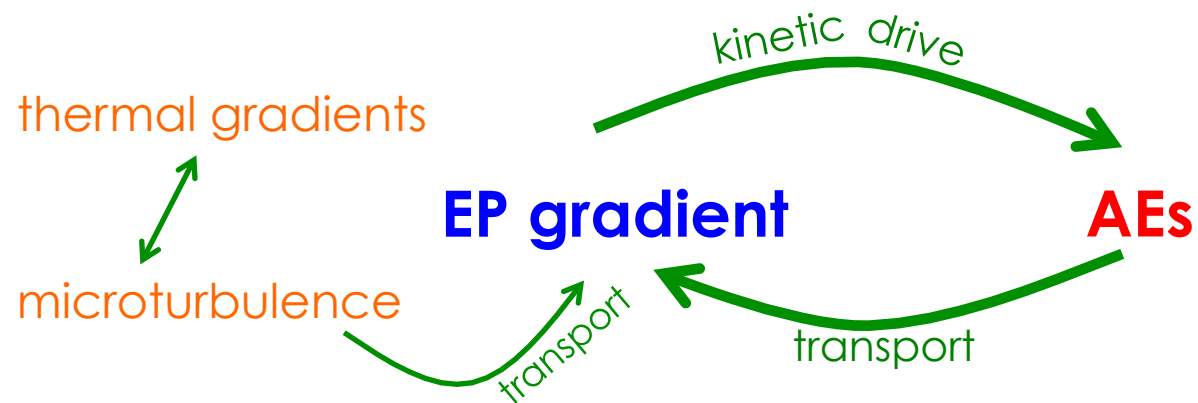 kinetic drive
thermal gradients
EP gradient
AEs
microturbulence
transport
transport